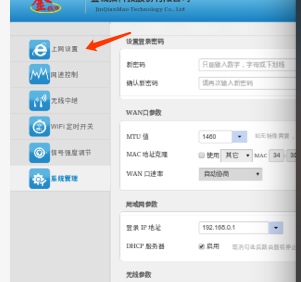 JinGuoMao Technology Co., Ltd
上网设置
网速控制
无线中继
WIFI定时开关
信号强度调节
系统管理
设置登录密码
新密码 只能输入数字，字母或下划线
确认新密码 请再次输入新密码
WAN口参数
MTU 值 1460
MAC 地址克隆 使用 其它 MAC 34 - 30
WAN 口速率 自动协商
局域网参数
登录 IP 地址 192.168.0.1
DHCP 服务器 启用
无线参数